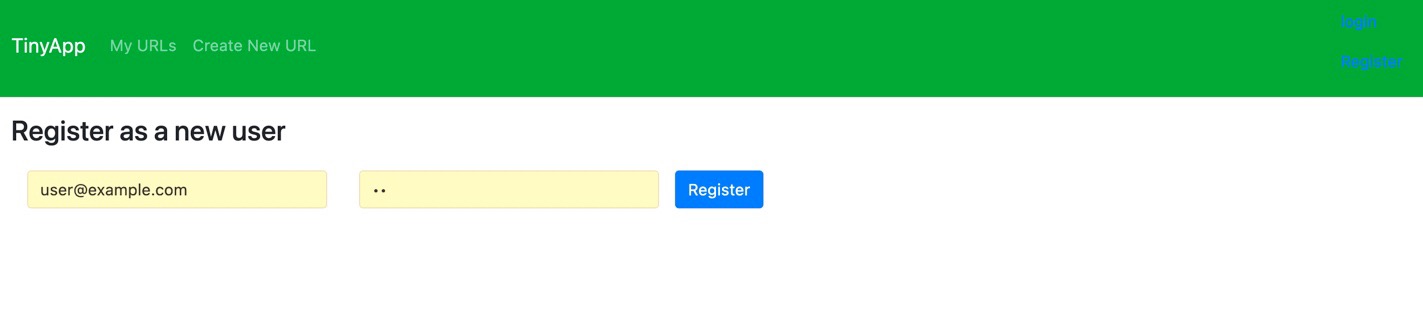 TinyApp My URLs Create New URL
login
Register
Register as a new user
user@example.com •• Register